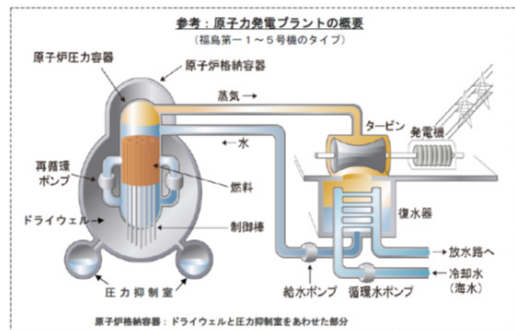 参考：原子力発電プラントの概要
（福島第一１～５号機のタイプ）
原子炉圧力容器
原子炉格納容器
蒸気→
タービン
発電機
←水
再循環
ポンプ
燃料
ドライウェル
制御棒
復水器
放水路へ
冷却水
（海水）
圧力抑制室
給水ポンプ
循環水ポンプ
原子炉格納容器：ドライウェルと圧力抑制室をあわせた部分